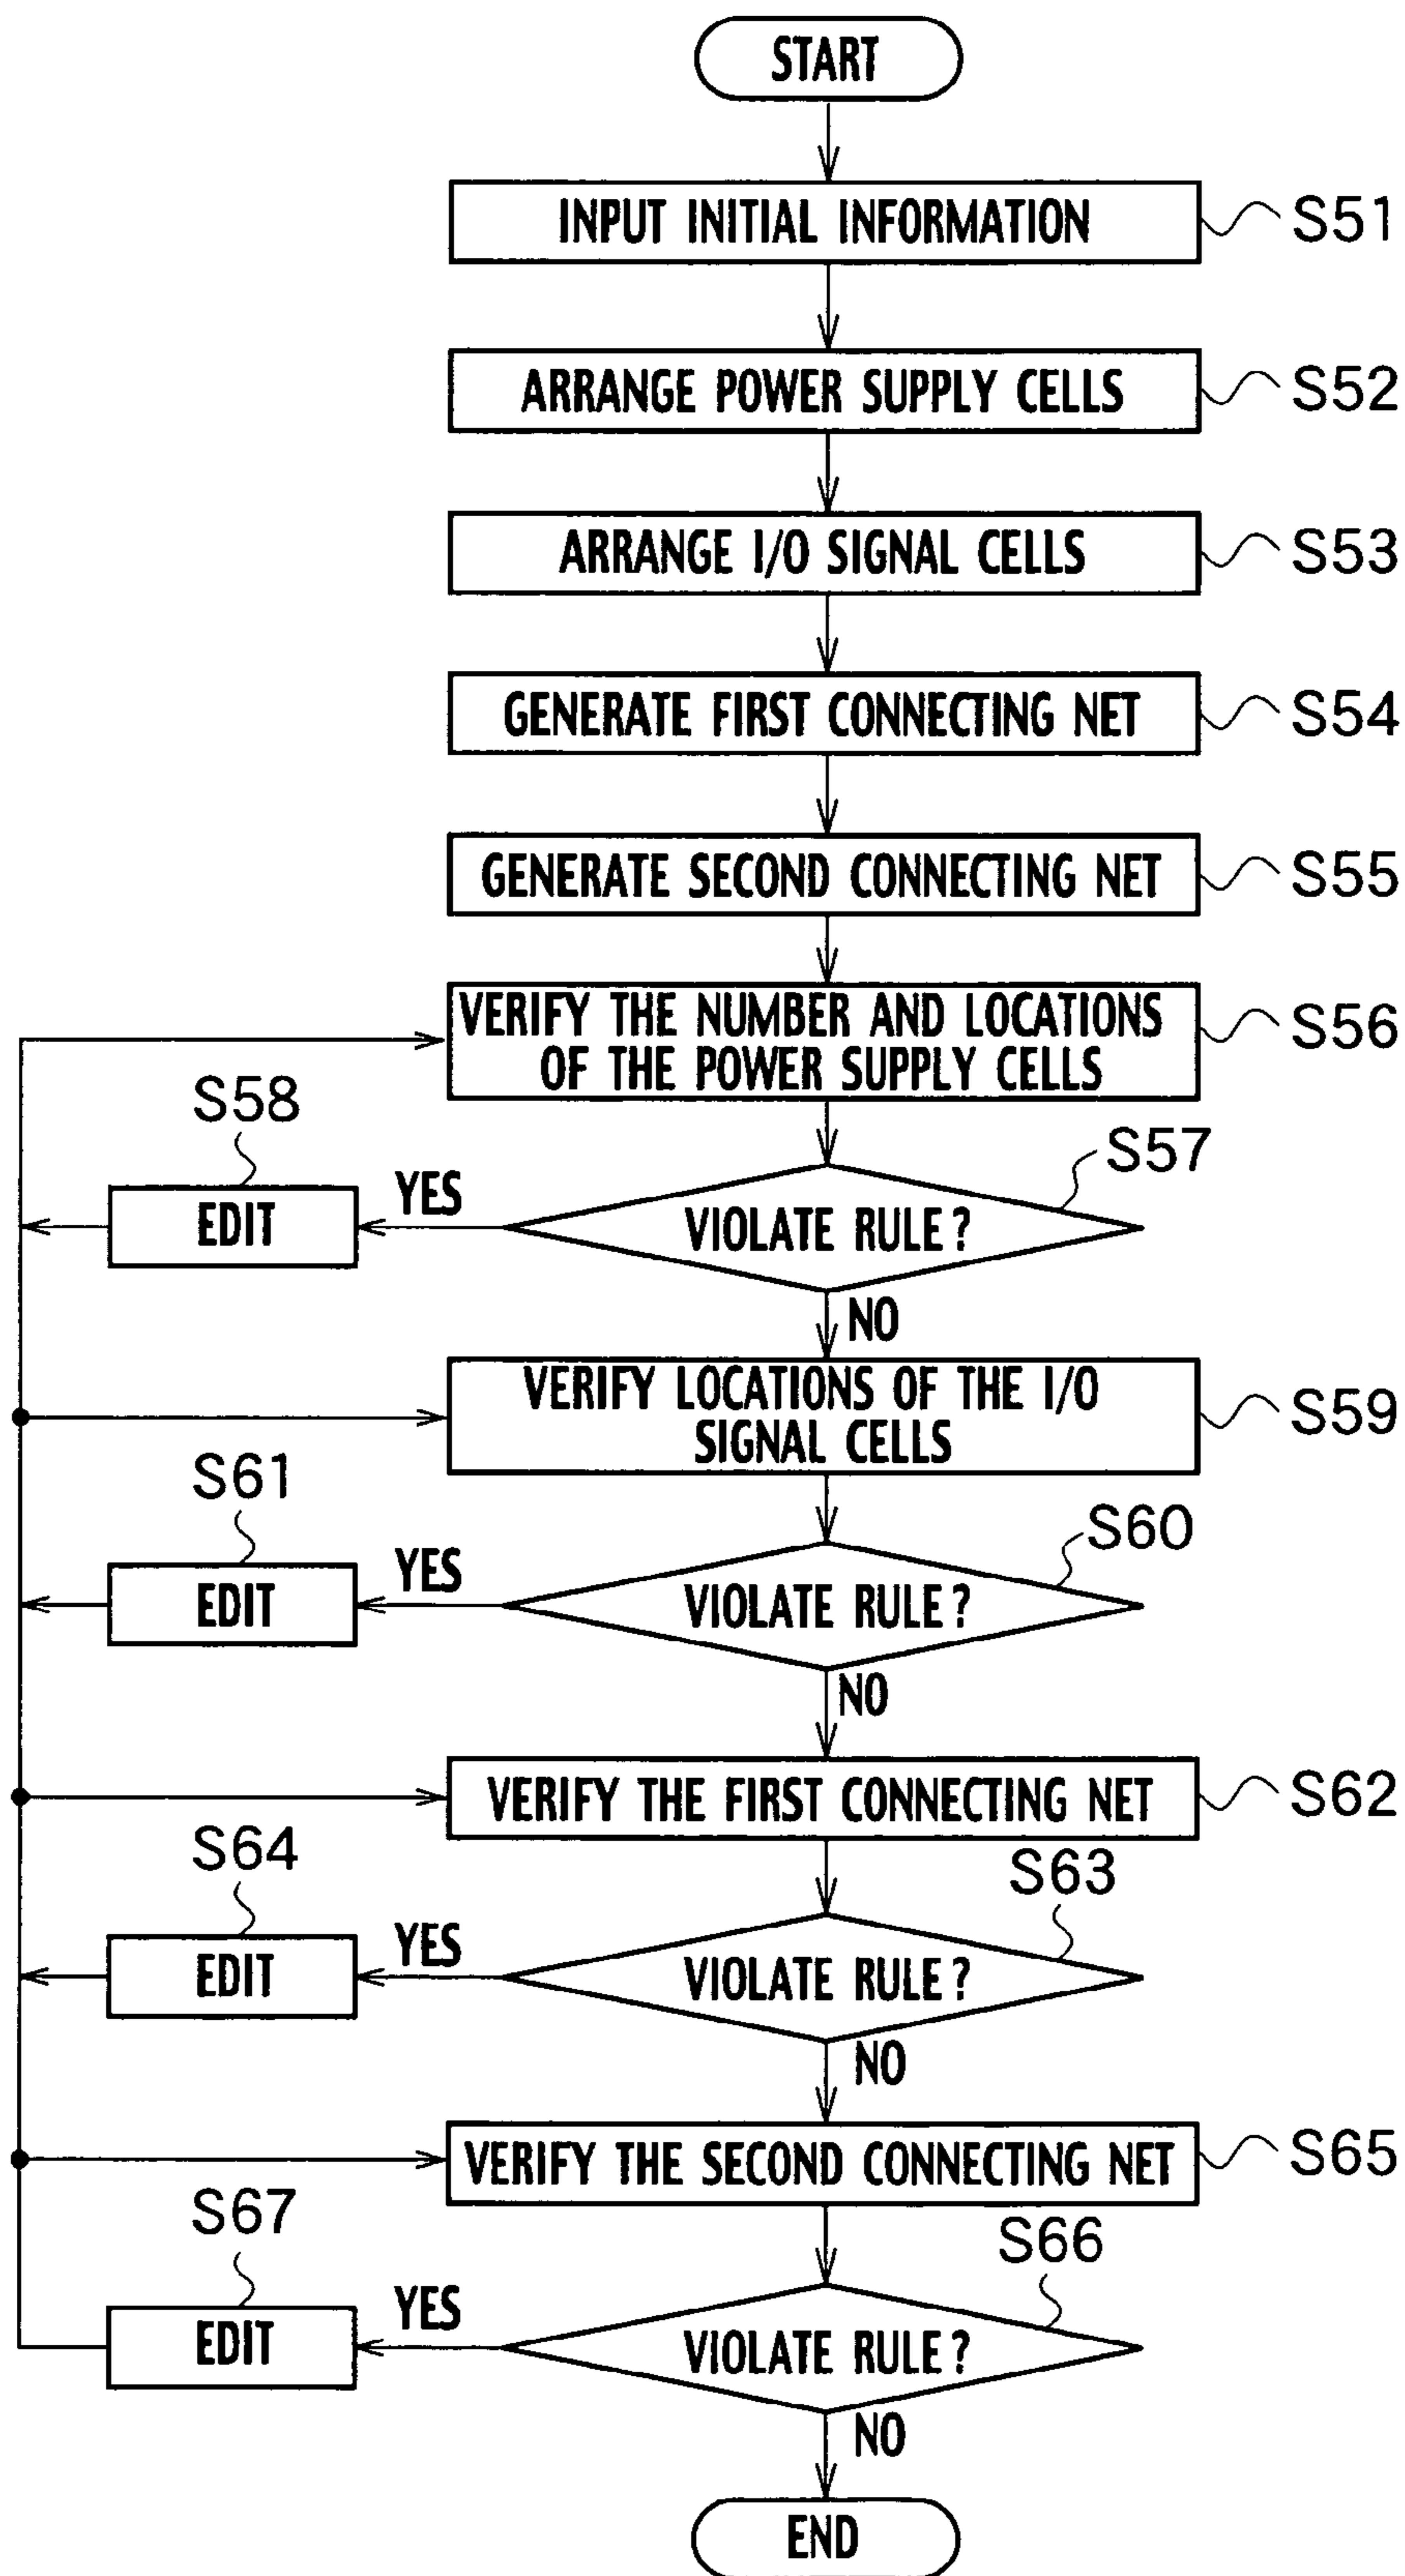 START
INPUT INITIAL INFORMATION
S51
ARRANGE POWER SUPPLY CELLS
S52
ARRANGE I/O SIGNAL CELLS
S53
GENERATE FIRST CONNECTING NET
S54
GENERATE SECOND CONNECTING NET
S55
VERIFY THE NUMBER AND LOCATIONS
OF THE POWER SUPPLY CELLS
S56
S58
EDIT
YES
VIOLATE RULE?
S57
NO
VERIFY LOCATIONS OF THE I/O
SIGNAL CELLS
S59
S61
EDIT
YES
VIOLATE RULE?
S60
NO
VERIFY THE FIRST CONNECTING NET
S62
S64
EDIT
YES
VIOLATE RULE?
S63
NO
VERIFY THE SECOND CONNECTING NET
S65
S67
EDIT
YES
VIOLATE RULE?
S66
NO
END